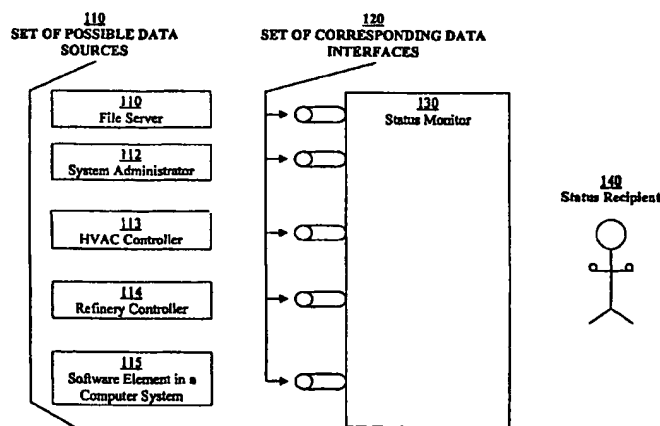 110
SET OF POSSIBLE DATA
SOURCES
120
SET OF CORRESPONDING DATA
INTERFACES
110
File Server
112
System Administrator
113
HVAC Controller
114
Refinery Controller
115
Software Element in a
Computer System
130
Status Monitor
140
Status Recipient